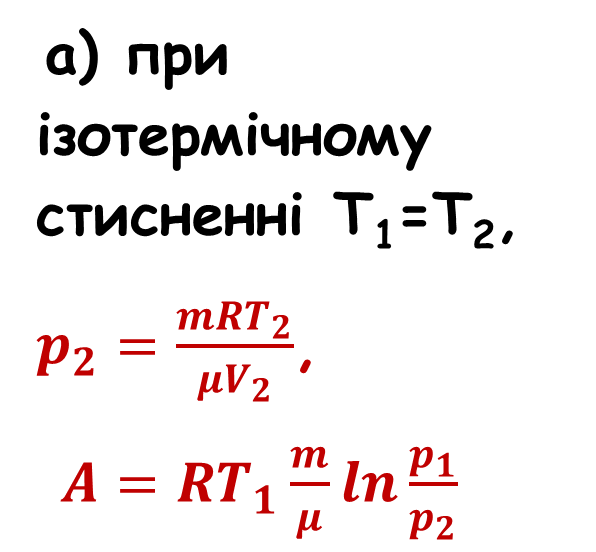 а) при
ізотермічному
стисненні T₁=T₂,
p₂ = mRT₂ / μV₂ ,
A = RT₁ m/μ ln p₁/p₂